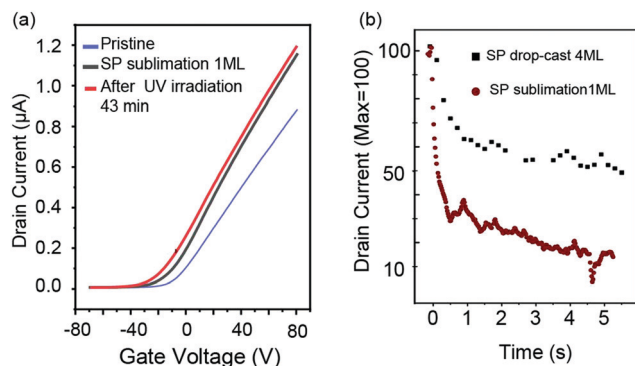 (a)
Pristine
SP sublimation 1ML
After UV irradiation
43 min
1.2
1.0
0.8
0.6
0.4
0.2
0.0
Drain Current (μA)
-80
-40
0
40
80
Gate Voltage (V)
(b)
SP drop-cast 4ML
SP sublimation1ML
100
50
10
Drain Current (Max=100)
0
1
2
3
4
5
Time (s)